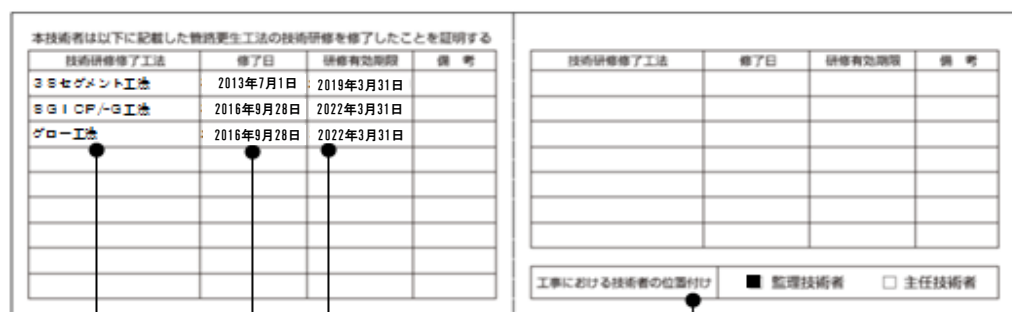 本技術者は以下に記載した管路更生工法の技術研修を修了したことを証明する
技術研修修了工法 修了日 研修有効期限 備 考
3Sセグメント工法 2013年7月1日 2019年3月31日
SGICP/-G工法 2016年9月28日 2022年3月31日
グロー工法 2016年9月28日 2022年3月31日
技術研修修了工法 修了日 研修有効期限 備 考
工事における技術者の位置付け ■ 監理技術者 □ 主任技術者